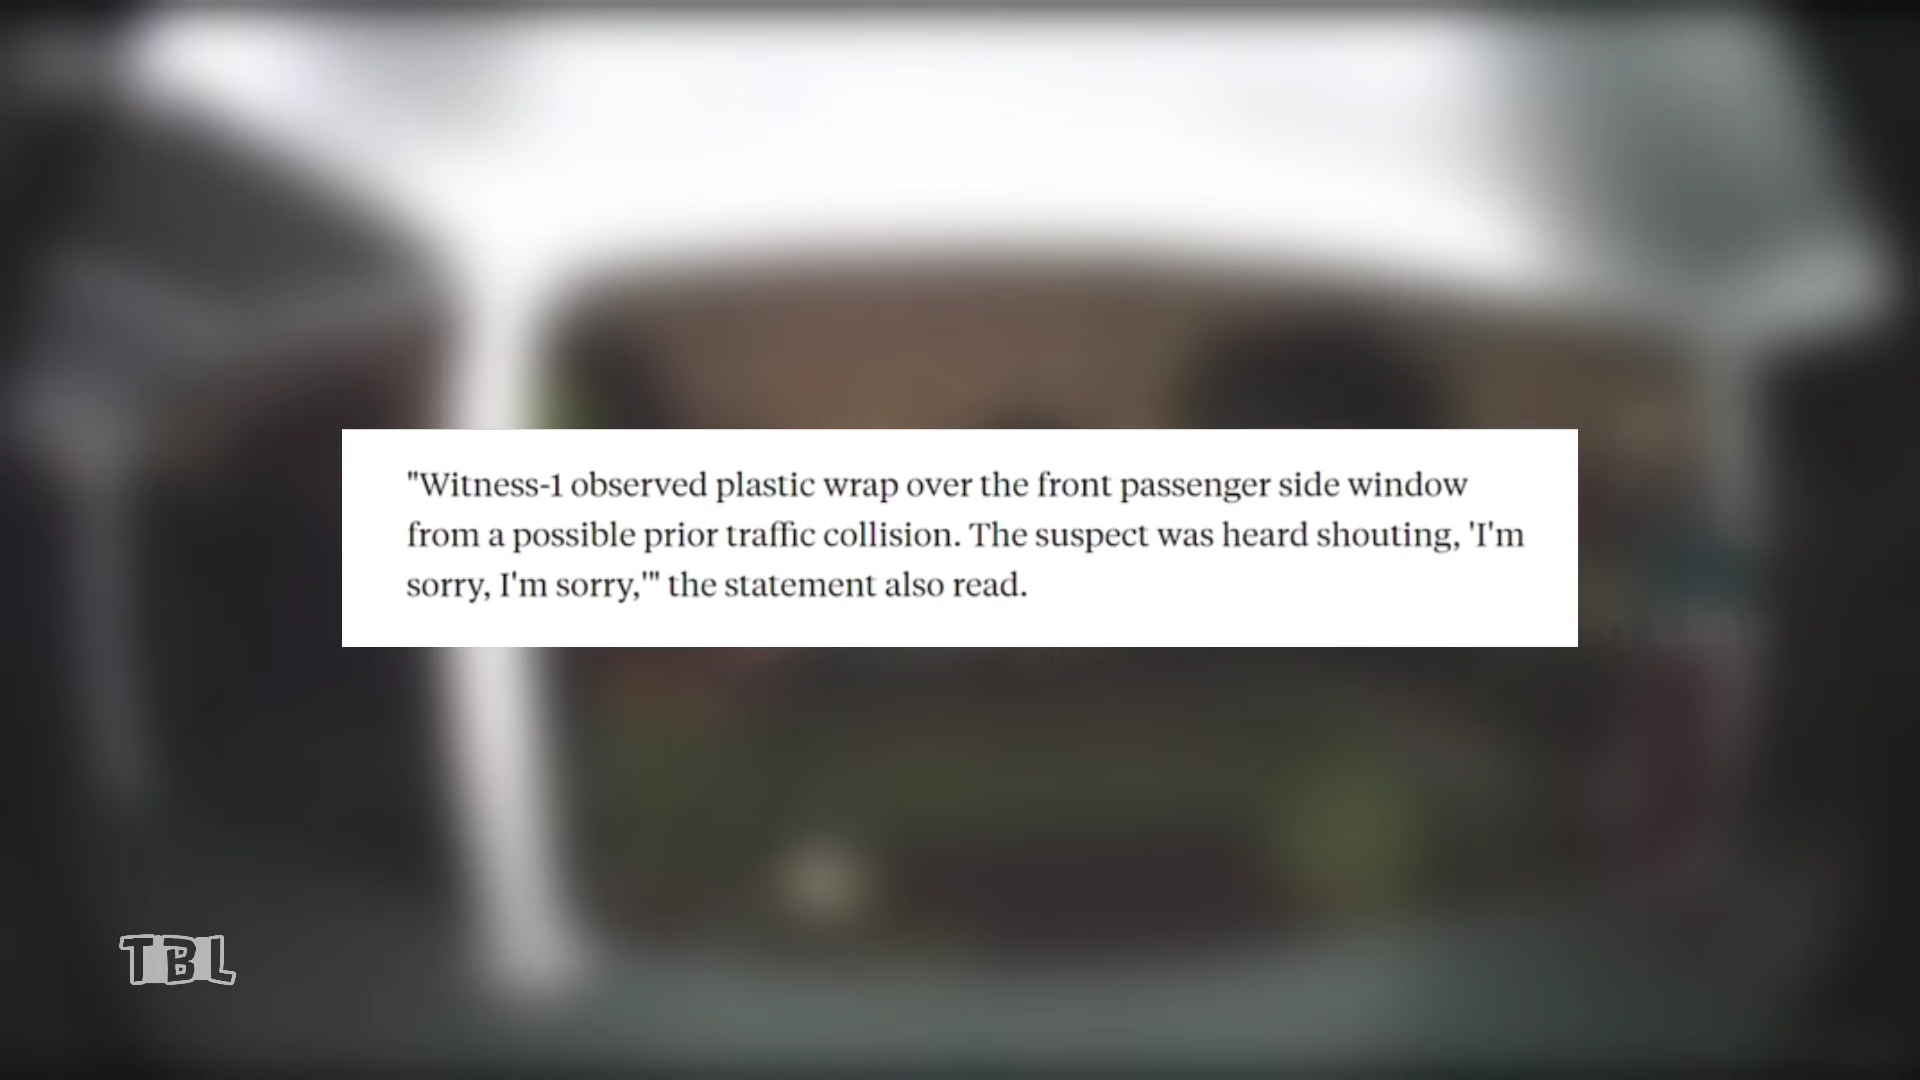 "Witness-1 observed plastic wrap over the front passenger side window
from a possible prior traffic collision. The suspect was heard shouting, 'I'm
sorry, I'm sorry,'" the statement also read.
TBL